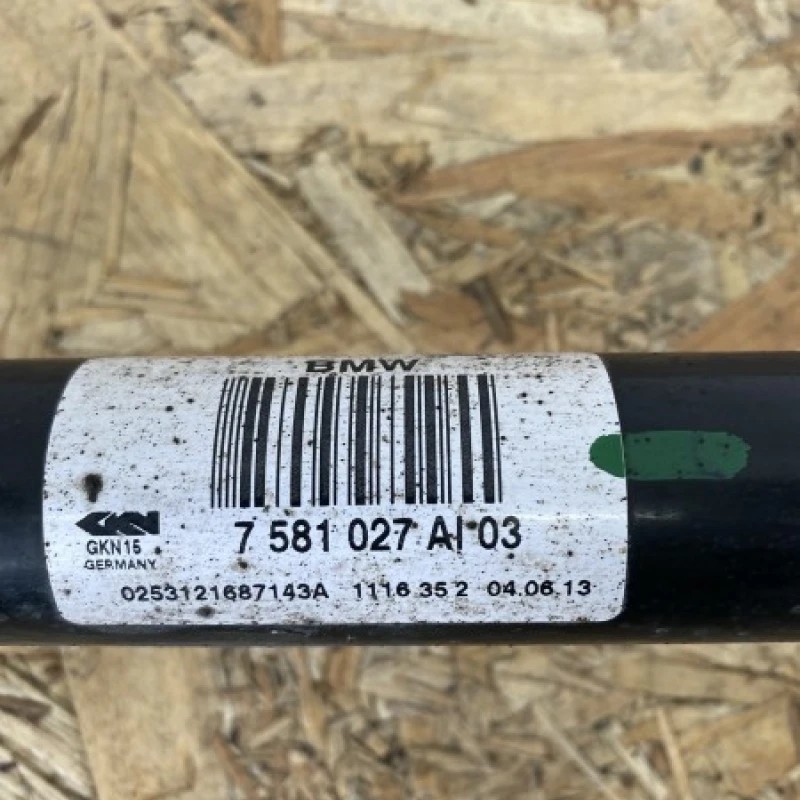 BMW
GKN
7 581 027 AI 03
GKN15
GERMANY
0253121687143A 1116 35 2 04.06.13